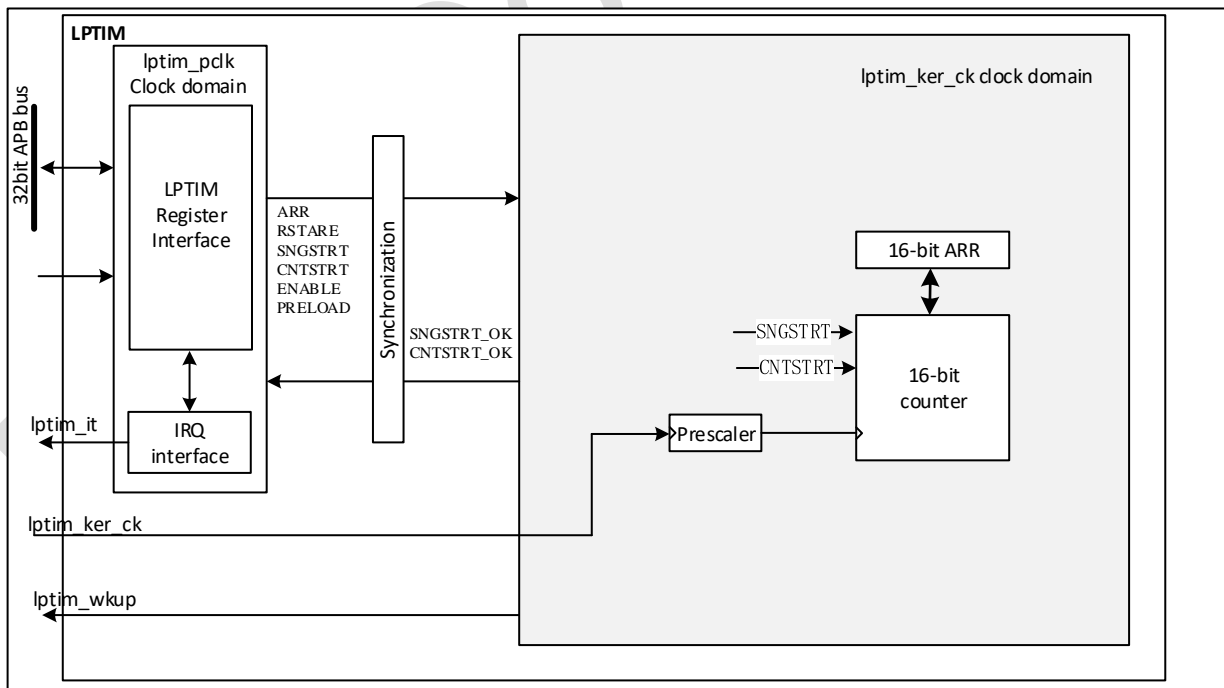 LPTIM
lptim_pclk
Clock domain
lptim_ker_ck clock domain
32bit APB bus
LPTIM
Register
Interface
ARR
RSTARE
SNGSTRT
CNTSTRT
ENABLE
PRELOAD
Synchronization
SNGSTRT_OK
CNTSTRT_OK
16-bit ARR
SNGSTRT
CNTSTRT
16-bit
counter
Prescaler
lptim_it
IRQ
interface
lptim_ker_ck
lptim_wkup